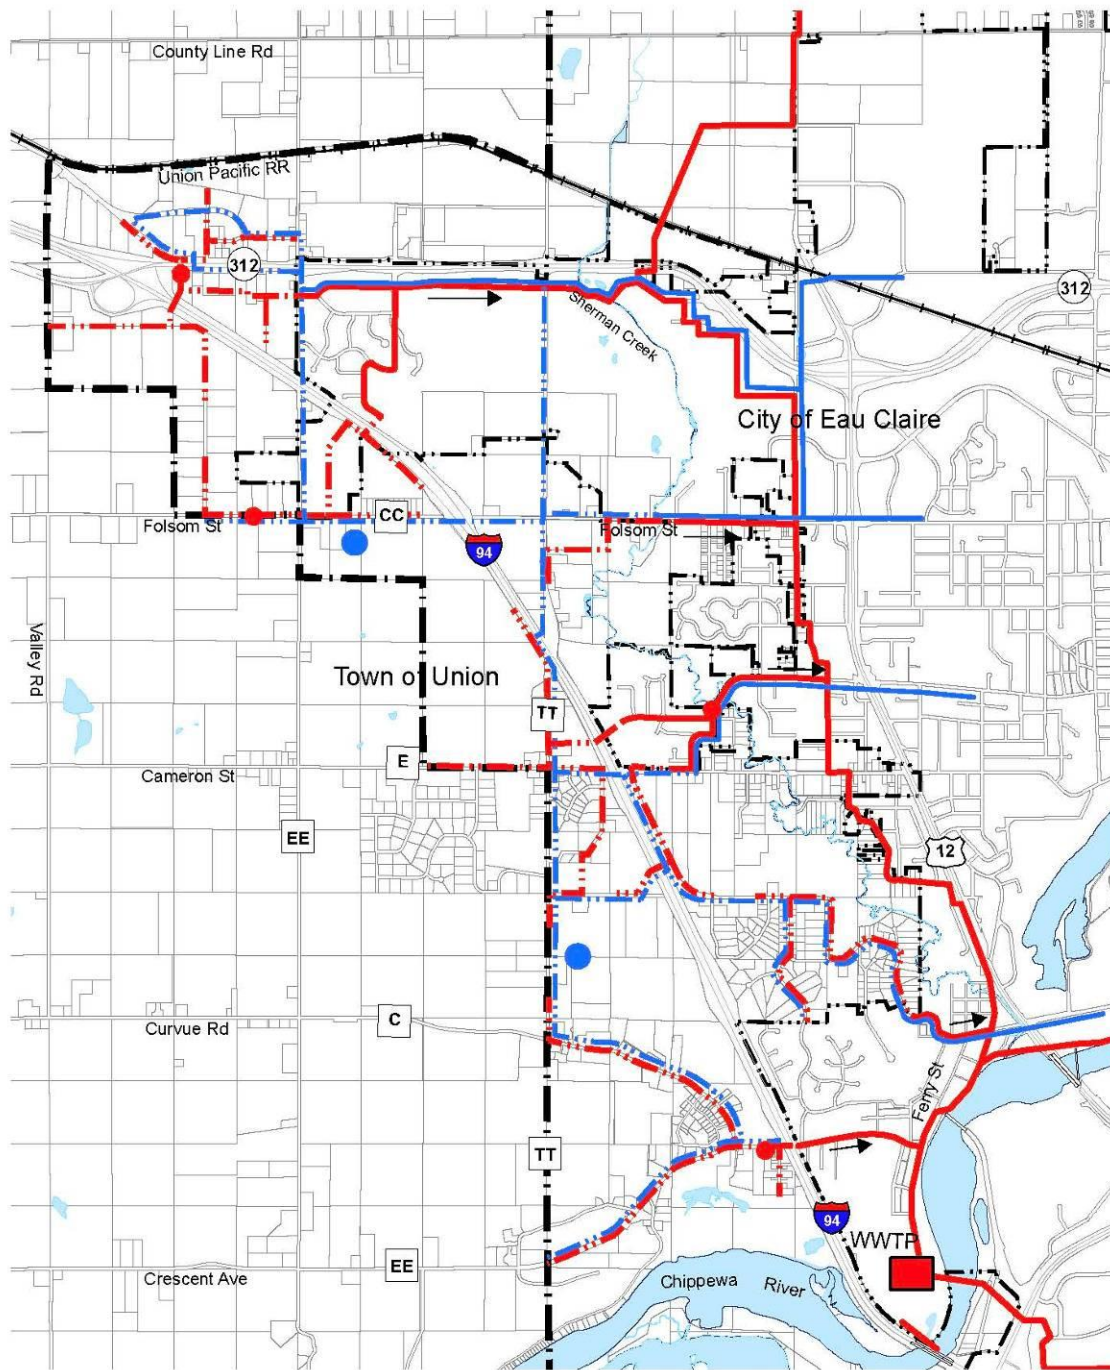 County Line Rd
Union Pacific RR
312
312
Sherman Creek
City of Eau Claire
Folsom St
CC
Folsom St
94
Valley Rd
Town of Union
TT
E
Cameron St
EE
12
C
Curvue Rd
Ferry St
TT
94
WWTP
EE
Crescent Ave
Chippewa River